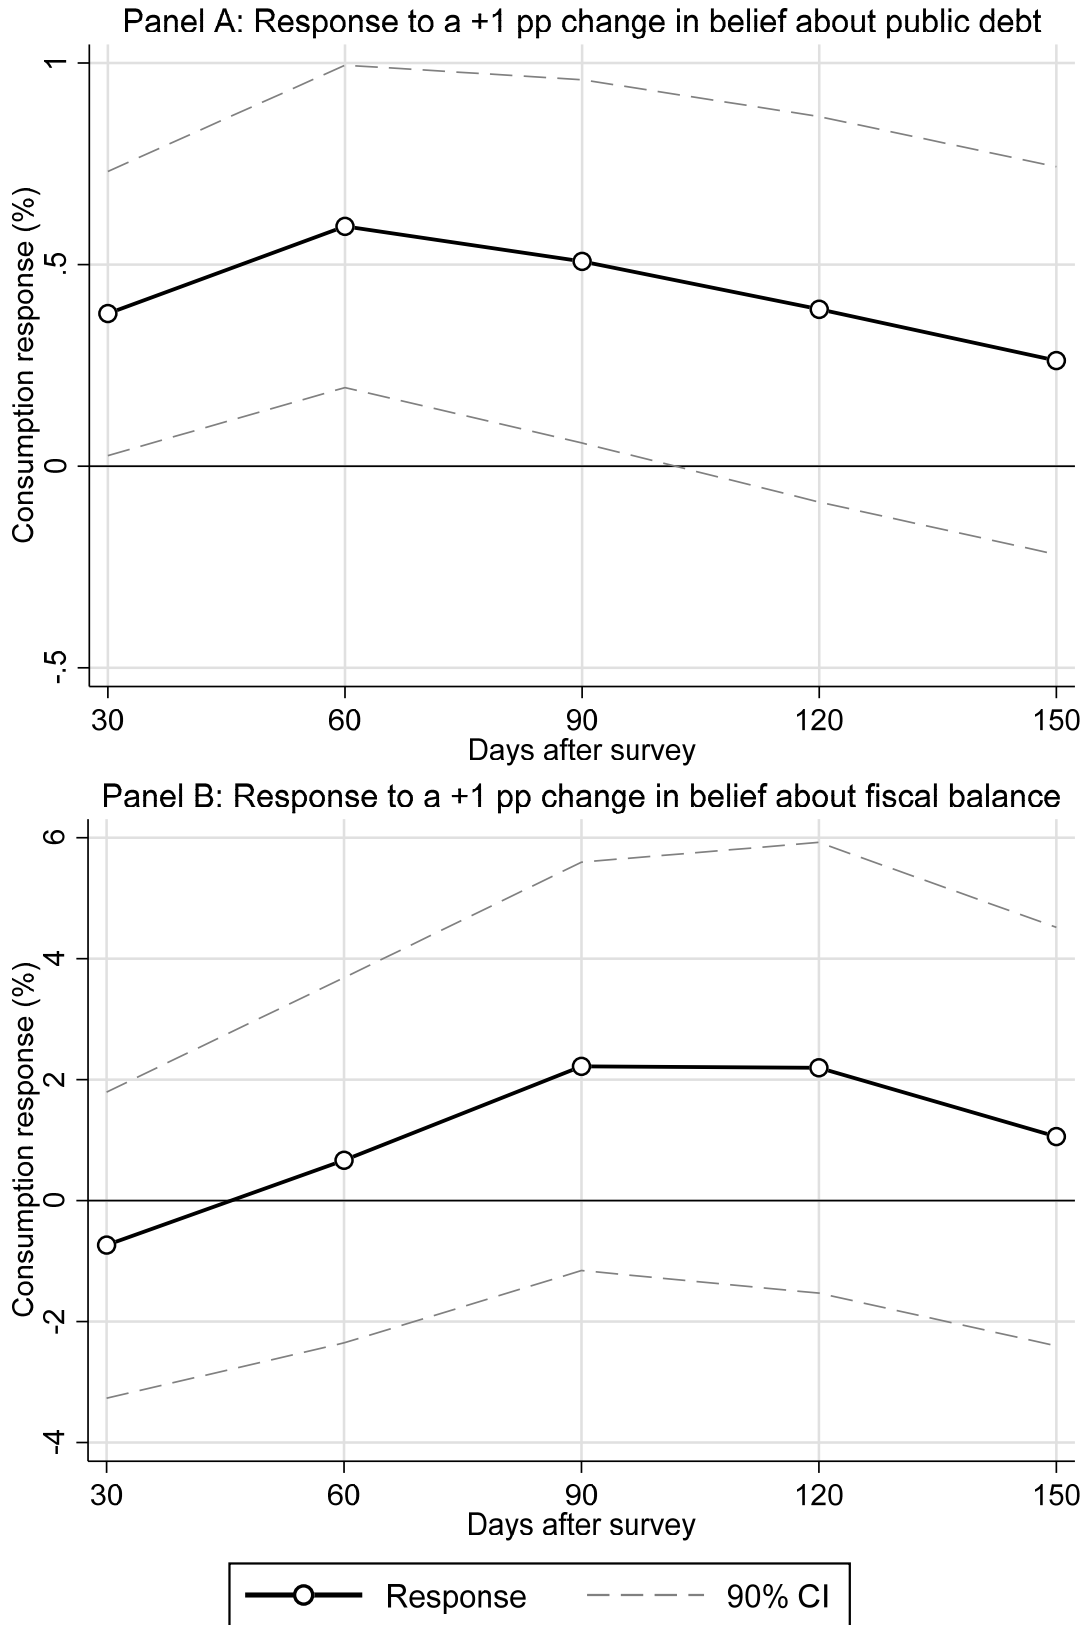 Panel A: Response to a +1 pp change in belief about public debt
Consumption response (%)
1
.5
0
-.5
30 60 90 120 150
Days after survey
Panel B: Response to a +1 pp change in belief about fiscal balance
Consumption response (%)
6
4
2
0
-2
-4
30 60 90 120 150
Days after survey
Response 90% CI